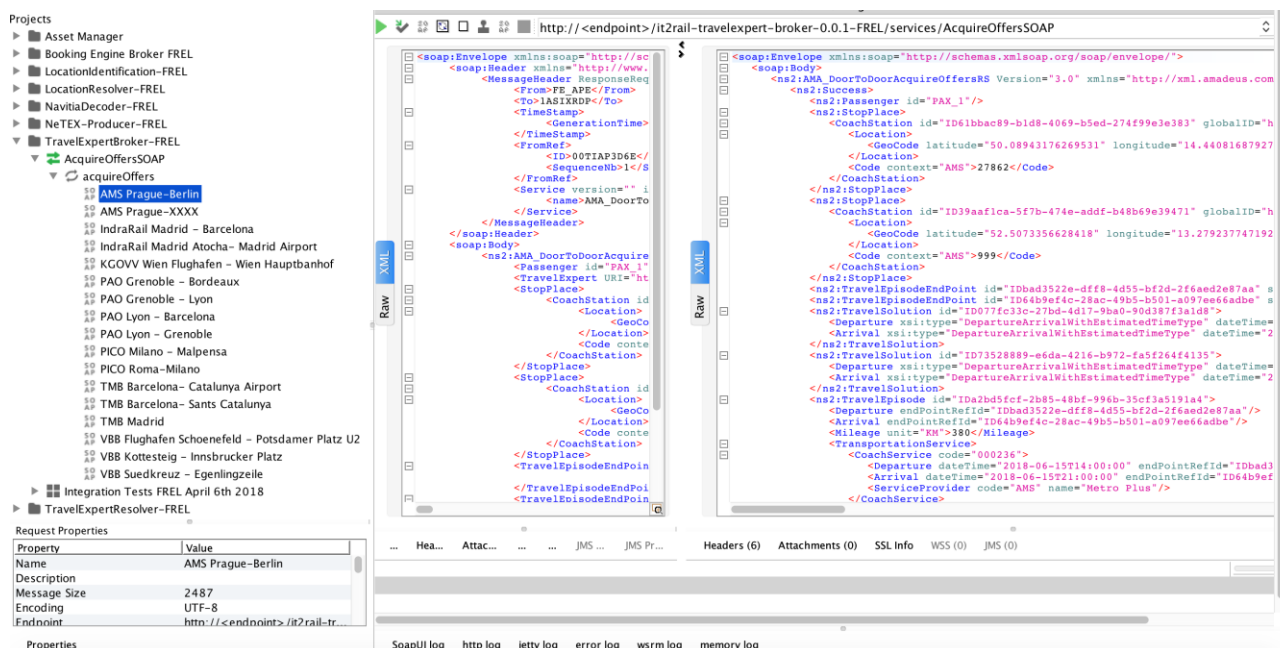 Projects
Asset Manager
Booking Engine Broker FREL
LocationIdentification-FREL
LocationResolver-FREL
NavitiaDecoder-FREL
NeTEX-Producer-FREL
TravelExpertBroker-FREL
AcquireOffersSOAP
acquireOffers
AMS Prague-Berlin
AMS Prague-XXXX
IndraRail Madrid - Barcelona
IndraRail Madrid Atocha- Madrid Airport
KGOVV Wien Flughafen - Wien Hauptbanhof
PAO Grenoble - Bordeaux
PAO Grenoble - Lyon
PAO Lyon - Barcelona
PAO Lyon - Grenoble
PICO Milano - Malpensa
PICO Roma-Milano
TMB Barcelona- Catalunya Airport
TMB Barcelona- Sants Catalunya
TMB Madrid
VBB Flughafen Schoenefeld - Potsdamer Platz U2
VBB Kottesteig - Innsbrucker Platz
VBB Suedkreuz - Egenlingzeile
Integration Tests FREL April 6th 2018
TravelExpertResolver-FREL
Request Properties
Property Value
Name AMS Prague-Berlin
Description
Message Size 2487
Encoding UTF-8
Endpoint http://<endpoint>/it2rail-tr...
Properties
http://<endpoint>/it2rail-travelexpert-broker-0.0.1-FREL/services/AcquireOffersSOAP
XML
Raw
<soap:Envelope xmlns:soap="http://sc
<soap:Header xmlns="http://www.
<MessageHeader ResponseReq
<From>FE_APE</From>
<To>1ASIXRDP</To>
<TimeStamp>
<GenerationTime>
</TimeStamp>
<FromRef>
<ID>00TIAP3D6E</
<SequenceNb>1</S
</FromRef>
<Service version="" i
<name>AMA_DoorTo
</Service>
</MessageHeader>
</soap:Header>
<soap:Body>
<ns2:AMA_DoorToDoorAcquire
<Passenger id="PAX_1"
<TravelExpert URI="ht
<StopPlace>
<CoachStation id
<Location>
<GeoCo
</Location>
<Code conte
</CoachStation>
</StopPlace>
<StopPlace>
<CoachStation id
<Location>
<GeoCo
</Location>
<Code conte
</CoachStation>
</StopPlace>
<TravelEpisodeEndPoin
</TravelEpisodeEndPoi
<TravelEpisodeEndPoin
XML
Raw
<soap:Envelope xmlns:soap="http://schemas.xmlsoap.org/soap/envelope/">
<soap:Body>
<ns2:AMA_DoorToDoorAcquireOffersRS Version="3.0" xmlns="http://xml.amadeus.com
<ns2:Success>
<ns2:Passenger id="PAX_1"/>
<ns2:StopPlace>
<CoachStation id="ID61bbac89-b1d8-4069-b5ed-274f99e3e383" globalID="h
<Location>
<GeoCode latitude="50.08943176269531" longitude="14.44081687927
</Location>
<Code context="AMS">27862</Code>
</CoachStation>
</ns2:StopPlace>
<ns2:StopPlace>
<CoachStation id="ID39aaf1ca-5f7b-474e-addf-b48b69e39471" globalID="h
<Location>
<GeoCode latitude="52.5073356628418" longitude="13.279237747192
</Location>
<Code context="AMS">999</Code>
</CoachStation>
</ns2:StopPlace>
<ns2:TravelEpisodeEndPoint id="IDbad3522e-dff8-4d55-bf2d-2f6aed2e87aa" s
<ns2:TravelEpisodeEndPoint id="ID64b9ef4c-28ac-49b5-b501-a097ee66adbe" s
<ns2:TravelSolution id="ID077fc33c-27bd-4d17-9ba0-90d387f3a1d8">
<Departure xsi:type="DepartureArrivalWithEstimatedTimeType" dateTime=
<Arrival xsi:type="DepartureArrivalWithEstimatedTimeType" dateTime="2
</ns2:TravelSolution>
<ns2:TravelSolution id="ID73528889-e6da-4216-b972-fa5f264f4135">
<Departure xsi:type="DepartureArrivalWithEstimatedTimeType" dateTime=
<Arrival xsi:type="DepartureArrivalWithEstimatedTimeType" dateTime="2
</ns2:TravelSolution>
<ns2:TravelEpisode id="IDa2bd5fcf-2b85-48bf-996b-35cf3a5191a4">
<Departure endPointRefId="IDbad3522e-dff8-4d55-bf2d-2f6aed2e87aa"/>
<Arrival endPointRefId="ID64b9ef4c-28ac-49b5-b501-a097ee66adbe"/>
<Mileage unit="KM">380</Mileage>
<TransportationService>
<CoachService code="000236">
<Departure dateTime="2018-06-15T14:00:00" endPointRefId="IDbad3
<Arrival dateTime="2018-06-15T21:00:00" endPointRefId="ID64b9ef
<ServiceProvider code="AMS" name="Metro Plus"/>
</CoachService>
... Hea... Attac... ... ... JMS ... JMS Pr...
Headers (6) Attachments (0) SSL Info WSS (0) JMS (0)
SoapUI log http log jetty log error log wsrm log memory log